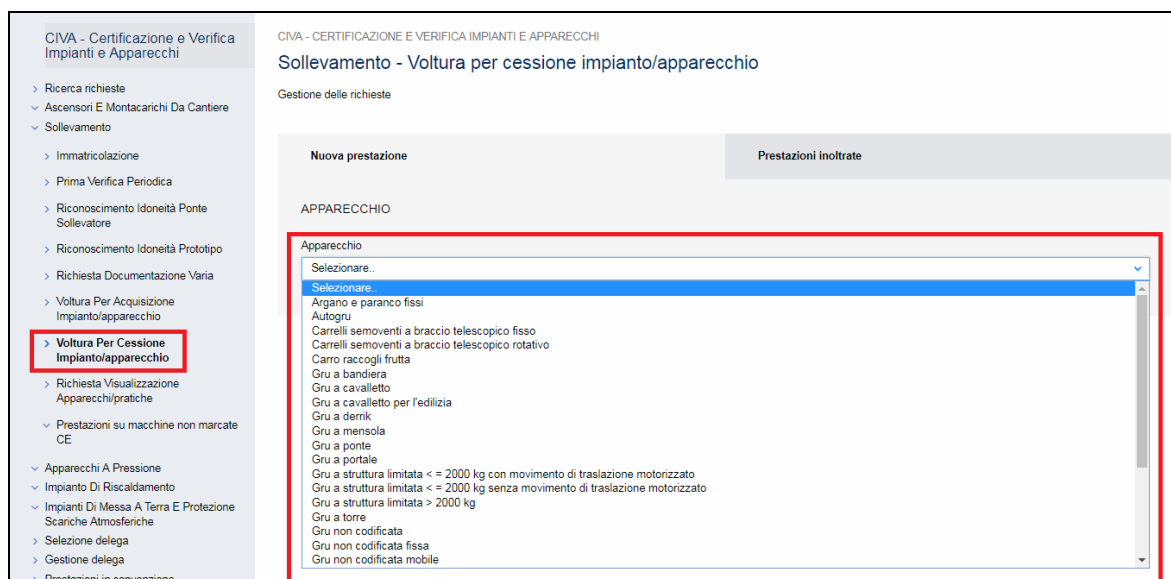 CIVA - Certificazione e Verifica
Impianti e Apparecchi
Ricerca richieste
Ascensori E Montacarichi Da Cantiere
Sollevamento
Immatricolazione
Prima Verifica Periodica
Riconoscimento Idoneità Ponte
Sollevatore
Riconoscimento Idoneità Prototipo
Richiesta Documentazione Varia
Voltura Per Acquisizione
Impianto/apparecchio
Voltura Per Cessione
Impianto/apparecchio
Richiesta Visualizzazione
Apparecchi/pratiche
Prestazioni su macchine non marcate
CE
Apparecchi A Pressione
Impianto Di Riscaldamento
Impianti Di Messa A Terra E Protezione
Scariche Atmosferiche
Selezione delega
Gestione delega
Prestazioni in convenzione
CIVA - CERTIFICAZIONE E VERIFICA IMPIANTI E APPARECCHI
Sollevamento - Voltura per cessione impianto/apparecchio
Gestione delle richieste
Nuova prestazione
Prestazioni inoltrate
APPARECCHIO
Apparecchio
Selezionare..
Selezionare..
Argano e paranco fissi
Autogru
Carrelli semoventi a braccio telescopico fisso
Carrelli semoventi a braccio telescopico rotativo
Carro raccogli frutta
Gru a bandiera
Gru a cavalletto
Gru a cavalletto per l'edilizia
Gru a derrik
Gru a mensola
Gru a ponte
Gru a portale
Gru a struttura limitata < = 2000 kg con movimento di traslazione motorizzato
Gru a struttura limitata < = 2000 kg senza movimento di traslazione motorizzato
Gru a struttura limitata > 2000 kg
Gru a torre
Gru non codificata
Gru non codificata fissa
Gru non codificata mobile